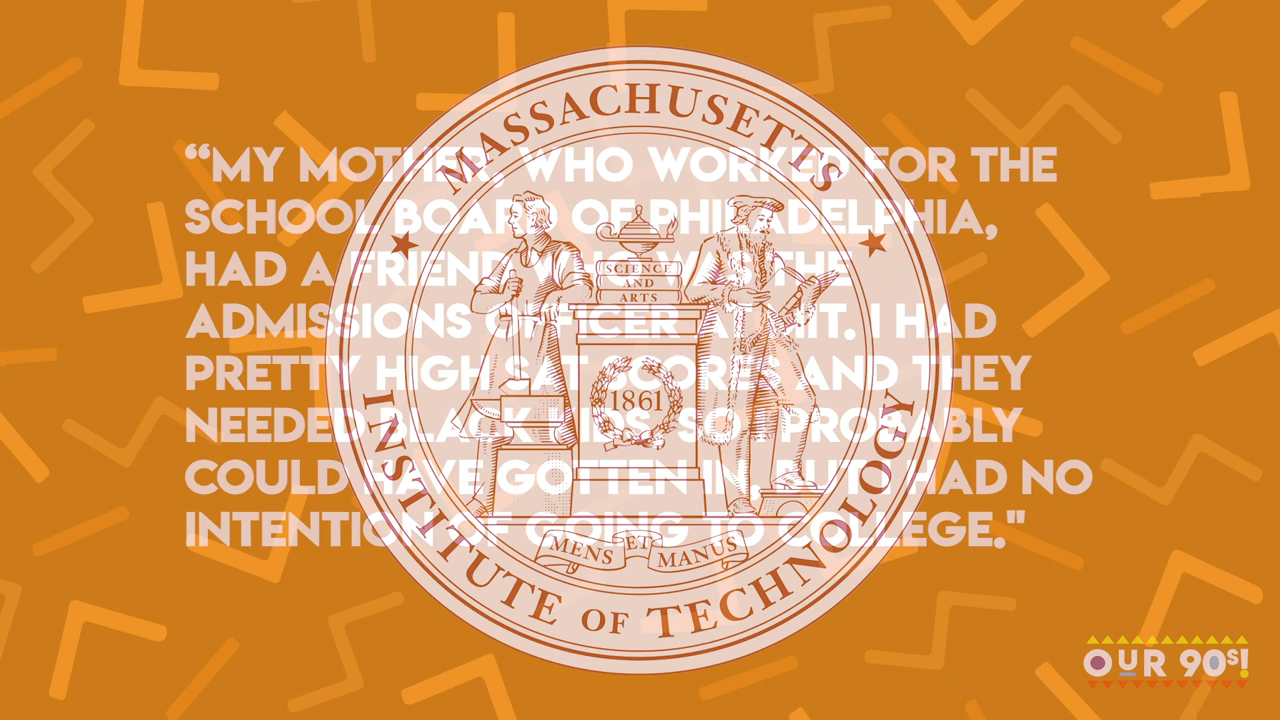 “MY MOTHER, WHO WORKED FOR THE
SCHOOL BOARD OF PHILADELPHIA,
HAD A FRIEND WHO WAS THE
ADMISSIONS OFFICER AT MIT. I HAD
PRETTY HIGH SAT SCORES AND THEY
NEEDED BLACK KIDS, SO I PROBABLY
COULD HAVE GOTTEN IN, BUT I HAD NO
INTENTION OF GOING TO COLLEGE."
MASSACHUSETTS
INSTITUTE OF TECHNOLOGY
SCIENCE
AND
ARTS
1861
MENS ET MANUS
OUR 90s!